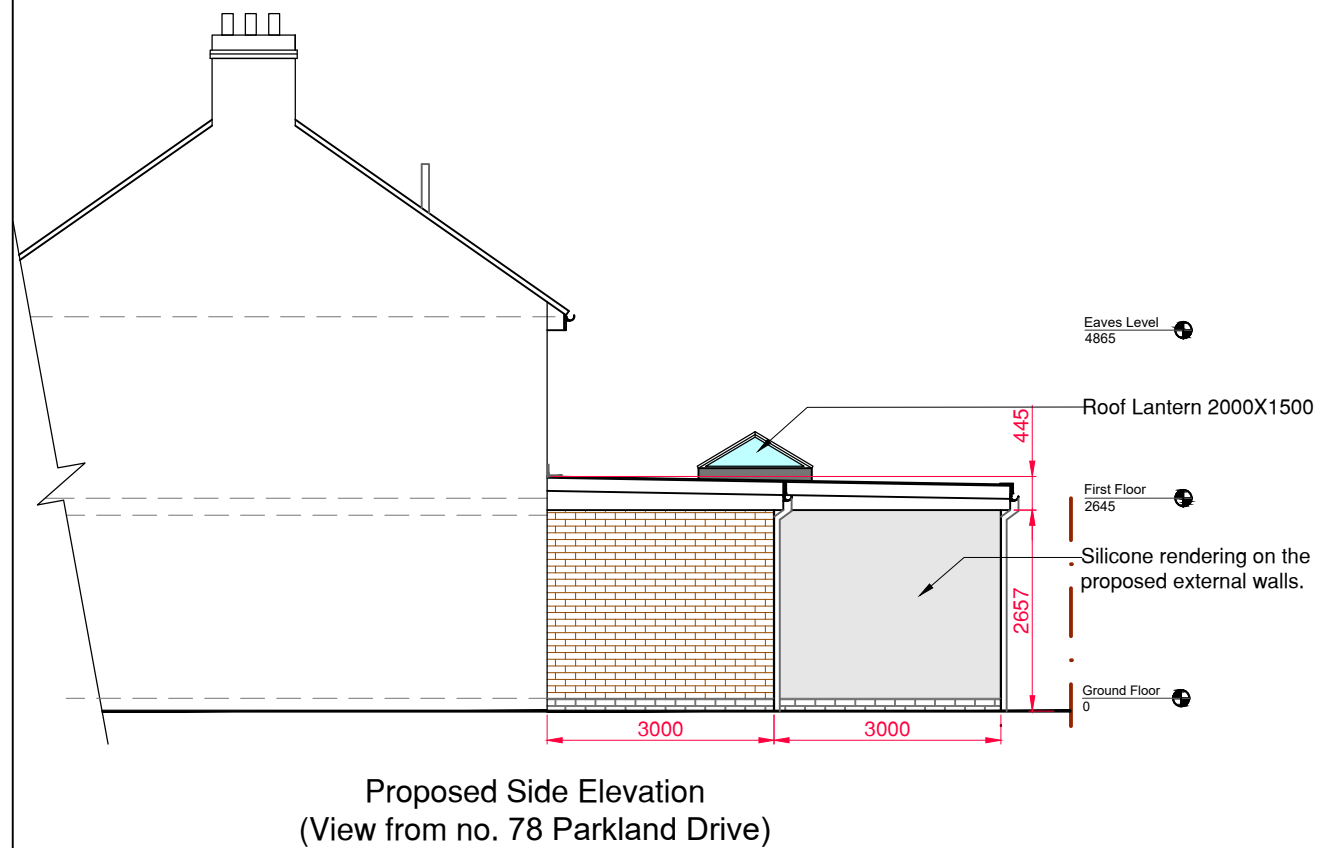 Eaves Level
4865
Roof Lantern 2000X1500
445
First Floor
2645
Silicone rendering on the
proposed external walls.
2657
Ground Floor
0
3000
3000
Proposed Side Elevation
(View from no. 78 Parkland Drive)